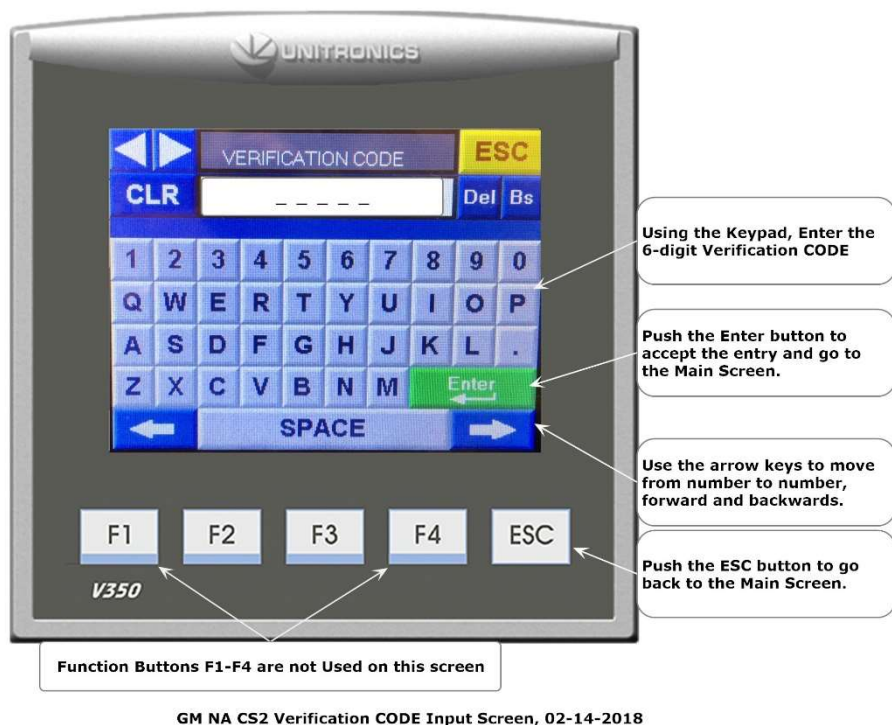 UNITRONICS
VERIFICATION CODE
ESC
CLR
_ _ _ _ _
Del Bs
1 2 3 4 5 6 7 8 9 0
Q W E R T Y U I O P
A S D F G H J K L .
Z X C V B N M Enter
SPACE
F1 F2 F3 F4 ESC
V350
Using the Keypad, Enter the
6-digit Verification CODE
Push the Enter button to
accept the entry and go to
the Main Screen.
Use the arrow keys to move
from number to number,
forward and backwards.
Push the ESC button to go
back to the Main Screen.
Function Buttons F1-F4 are not Used on this screen
GM NA CS2 Verification CODE Input Screen, 02-14-2018